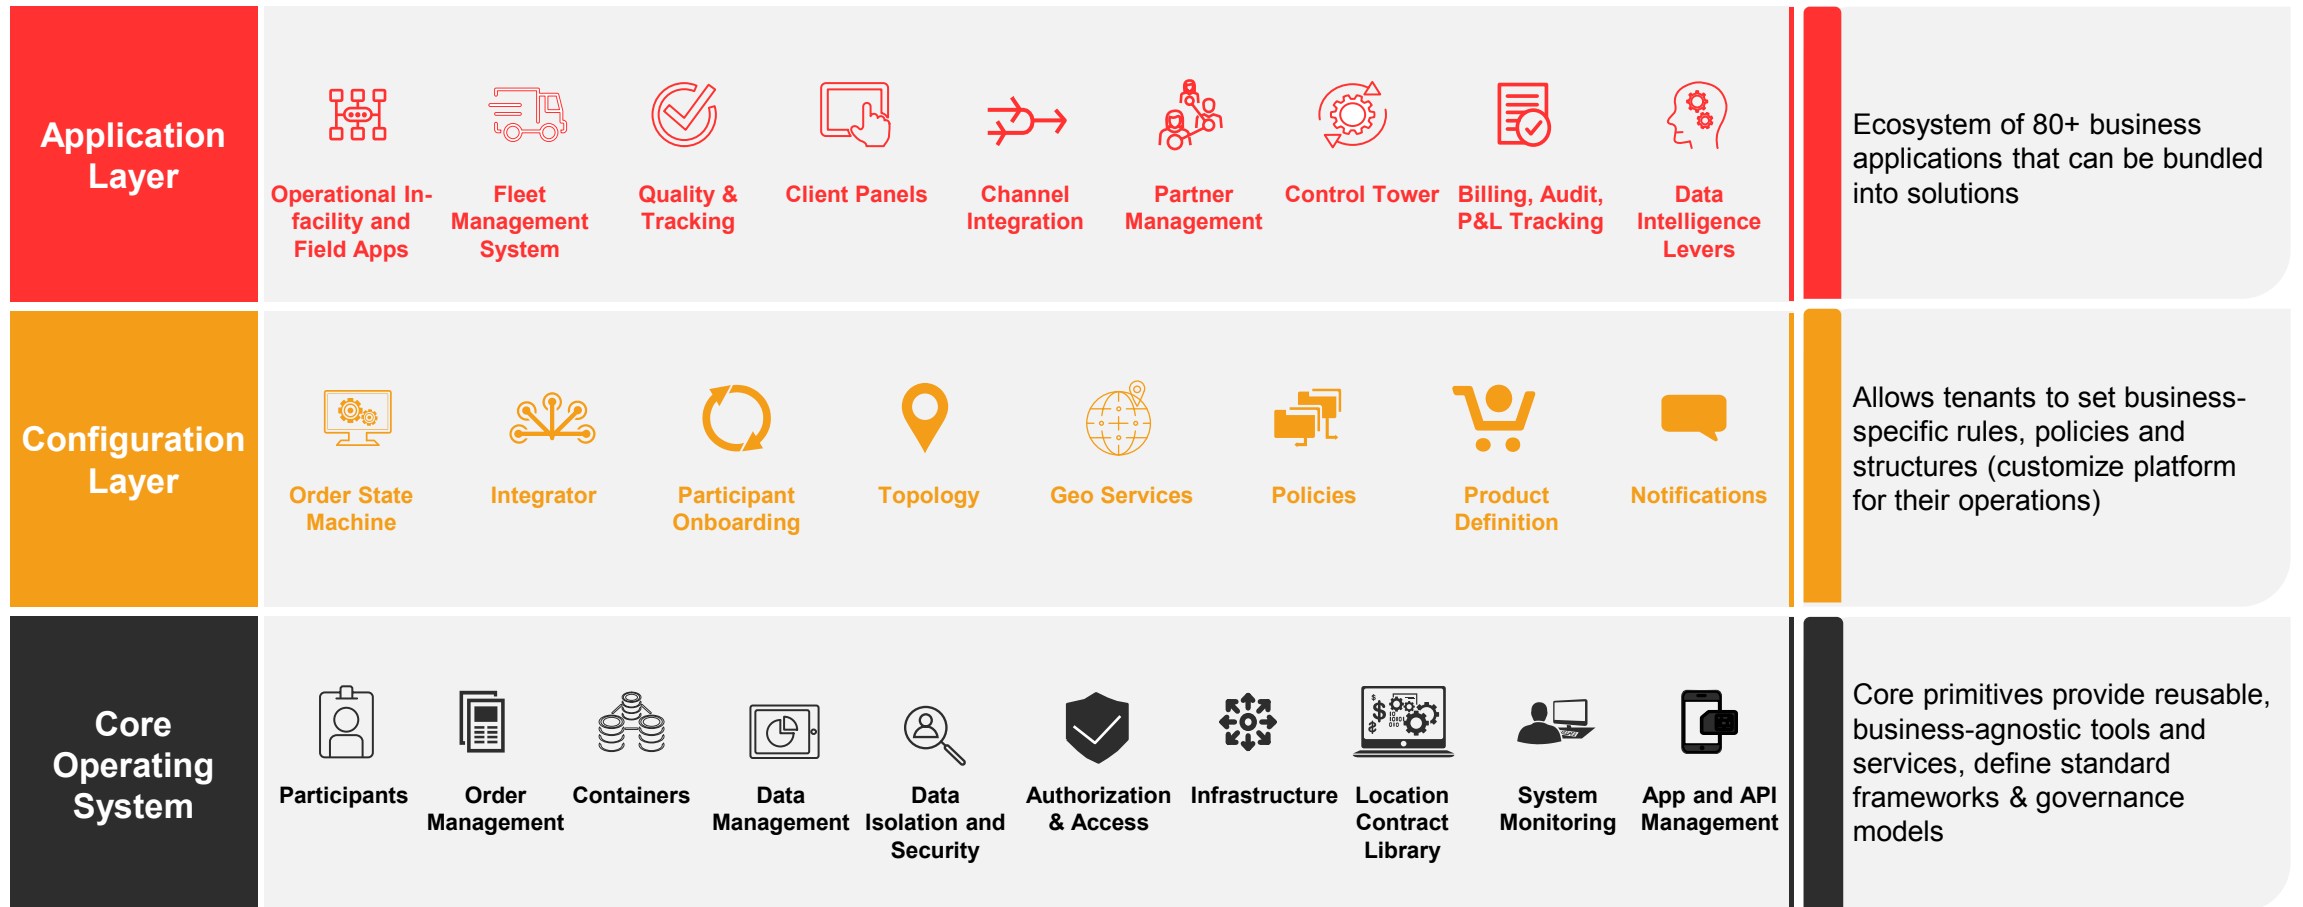 Application
Layer
Operational In-
facility and
Field Apps
Fleet
Management
System
Quality &
Tracking
Client Panels
Channel
Integration
Partner
Management
Control Tower
Billing, Audit,
P&L Tracking
Data
Intelligence
Levers
Ecosystem of 80+ business
applications that can be bundled
into solutions
Configuration
Layer
Order State
Machine
Integrator
Participant
Onboarding
Topology
Geo Services
Policies
Product
Definition
Notifications
Allows tenants to set business-
specific rules, policies and
structures (customize platform
for their operations)
Core
Operating
System
Participants
Order
Management
Containers
Data
Management
Data
Isolation and
Security
Authorization
& Access
Infrastructure
Location
Contract
Library
System
Monitoring
App and API
Management
Core primitives provide reusable,
business-agnostic tools and
services, define standard
frameworks & governance
models